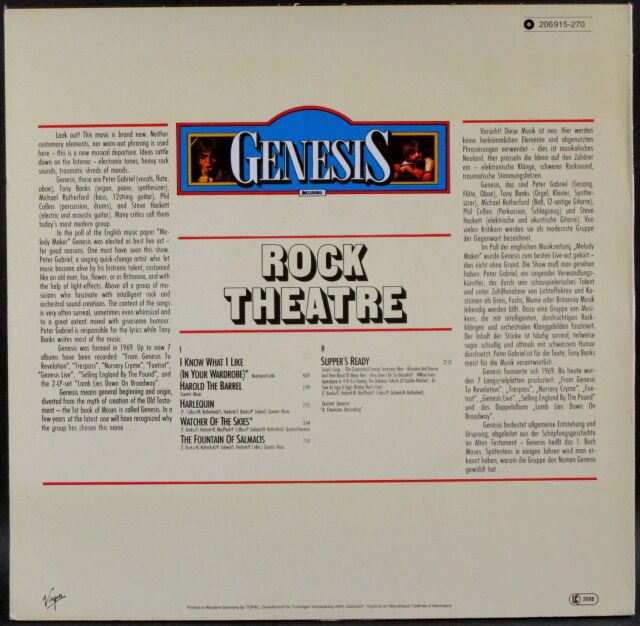 206915-270
Look out! This music is brand new. Neither
customary elements, nor worn-out phrasing is used
here – this is a new musical departure. Ideas rattle
down on the listener – electronic tones, heavy rock
sounds, traumatic shreds of moods.
Genesis, these are Peter Gabriel (vocals, flute,
oboe), Tony Banks (organ, piano, synthesizer),
Michael Rutherford (bass, 12string guitar), Phil
Collins (percussion, drums), and Steve Hackett
(electric and acoustic guitar). Many critics call them
today's most modern group.
In the poll of the English music paper "Me-
lody Maker" Genesis was elected as best live act –
for good reasons. One must have seen this show.
Peter Gabriel, a singing quick-change artist who let
music become alive by his histrionic talent, costumed
like an old man, fox, flower, or as Britannia, and with
the help of light-effects. Above all a group of mu-
sicians who fascinate with intelligent rock and
orchestral sound creations. The content of the songs
is very often surreal, sometimes even whimsical and
to a great extent mixed with gruesome humour.
Peter Gabriel is responsible for the lyrics while Tony
Banks writes most of the music.
Genesis was formed in 1969. Up to now 7
albums have been recorded: "From Genesis To
Revelation", "Trespass", "Nursery Cryme", "Foxtrot",
"Genesis Live", "Selling England By The Pound", and
the 2-LP-set "Lamb Lies Down On Broadway".
Genesis means general beginning and origin,
diverted from the myth of creation of the Old Testa-
ment – the 1st book of Moses is called Genesis. In a
few years at the latest one will have recognized why
the group has chosen this name . . .
GENESIS
INCLUDING
ROCK
THEATRE
I
I KNOW WHAT I LIKE
(IN YOUR WARDROBE)*
4:07
HAROLD THE BARREL
2:59
HARLEQUIN
2:55
WATCHER OF THE SKIES*
3:44
THE FOUNTAIN OF SALMACIS
7:53
II
SUPPER'S READY
22:53
Vorsicht! Diese Musik ist neu. Hier werden
keine herkömmlichen Elemente und abgenutzten
Phrasierungen verwendet – dies ist musikalisches
Neuland. Hier prasseln die Ideen auf den Zuhörer
ein – elektronische Klänge, schwerer Rocksound,
traumatische Stimmungsfetzen.
Genesis, das sind Peter Gabriel (Gesang,
Flöte, Oboe), Tony Banks (Orgel, Klavier, Synthe-
sizer), Michael Rutherford (Baß, 12-seitige Gitarre),
Phil Collins (Perkussion, Schlagzeug) und Steve
Hackett (elektrische und akustische Gitarre). Von
vielen Kritikern werden sie als modernste Gruppe
der Gegenwart bezeichnet.
Im Poll der englischen Musikzeitung „Melody
Maker" wurde Genesis zum besten Live-act gekürt –
dies nicht ohne Grund. Die Show muß man gesehen
haben. Peter Gabriel, ein singender Verwandlungs-
künstler, der durch sein schauspielerisches Talent
und unter Zuhilfenahme von Lichteffekten und Ko-
stümen als Greis, Fuchs, Blume oder Britannia Musik
lebendig werden läßt. Dazu eine Gruppe von Musi-
kern, die mit intelligenten, durchsichtigen Rock-
klängen und orchestralen Klanggebilden fasziniert.
Der Inhalt der Stücke ist häufig surreal, teilweise
sogar schrullig und oftmals mit schwarzem Humor
durchsetzt. Peter Gabriel ist für die Texte, Tony Banks
meist für die Musik verantwortlich.
Genesis formierte sich 1969. Bis heute wur-
den 7 Langspielplatten produziert: „From Genesis
To Revelation", „Trespass", „Nursery Cryme", „Fox-
trot", „Genesis Live", „Selling England By The Pound"
und das Doppelalbum „Lamb Lies Down On
Broadway".
Genesis bedeutet allgemeine Entstehung und
Ursprung, abgeleitet aus der Schöpfungsgeschichte
im Alten Testament – Genesis heißt das 1. Buch
Moses. Spätestens in einigen Jahren wird man er-
kannt haben, warum die Gruppe den Namen Genesis
gewählt hat . . .
Virgin
LC 3098